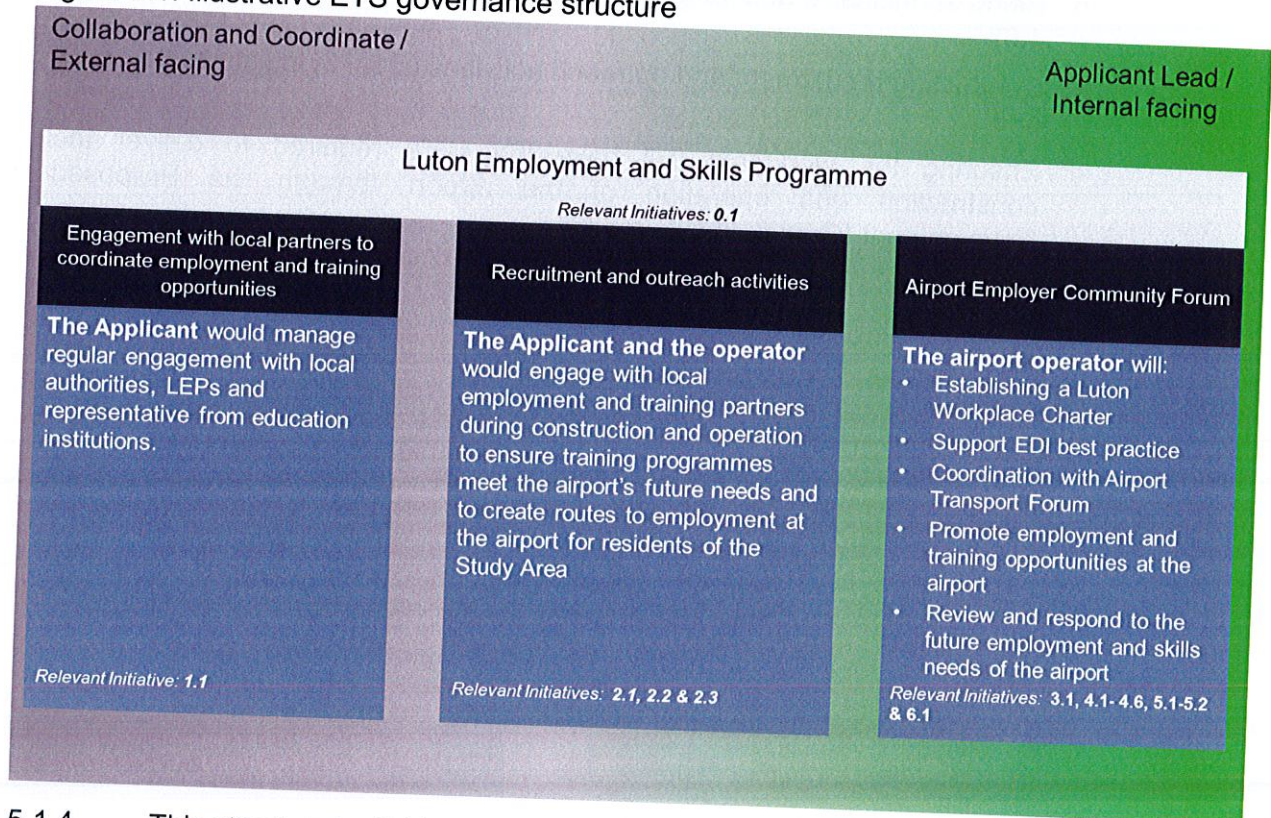 Illustrative ETS governance structure
Collaboration and Coordinate /
External facing
Applicant Lead /
Internal facing
Luton Employment and Skills Programme
Relevant Initiatives: 0.1
Engagement with local partners to
coordinate employment and training
opportunities
The Applicant would manage
regular engagement with local
authorities, LEPs and
representative from education
institutions.
Relevant Initiative: 1.1
Recruitment and outreach activities
The Applicant and the operator
would engage with local
employment and training partners
during construction and operation
to ensure training programmes
meet the airport's future needs and
to create routes to employment at
the airport for residents of the
Study Area
Relevant Initiatives: 2.1, 2.2 & 2.3
Airport Employer Community Forum
The airport operator will:
• Establishing a Luton
Workplace Charter
• Support EDI best practice
• Coordination with Airport
Transport Forum
• Promote employment and
training opportunities at the
airport
• Review and respond to the
future employment and skills
needs of the airport
Relevant Initiatives: 3.1, 4.1- 4.6, 5.1-5.2
& 6.1
5.1.4